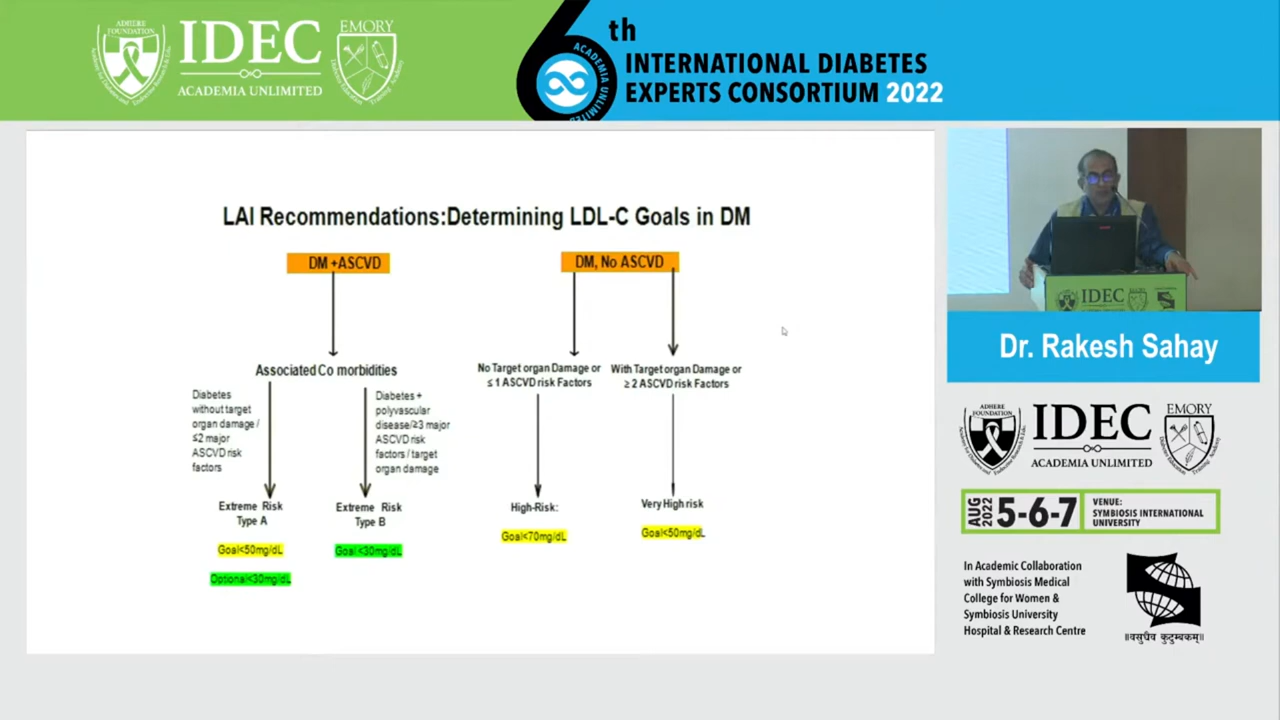 ADHERE
FOUNDATION
IDEC
ACADEMIA UNLIMITED
EMORY
6th
ACADEMIA UNLIMITED
INTERNATIONAL DIABETES
EXPERTS CONSORTIUM 2022
LAI Recommendations:Determining LDL-C Goals in DM
DM +ASCVD
DM, No ASCVD
Associated Co morbidities
No Target organ Damage or
≤ 1 ASCVD risk Factors
With Target organ Damage or
≥ 2 ASCVD risk Factors
Diabetes
without target
organ damage /
≤2 major
ASCVD risk
factors
Diabetes +
polyvascular
disease/≥3 major
ASCVD risk
factors / target
organ damage
Extreme Risk
Type A
Goal<50mg/dL
Optional<30mg/dL
Extreme Risk
Type B
Goal <30mg/dL
High-Risk:
Goal<70mg/dL
Very High risk
Goal<50mg/dL
IDEC
Dr. Rakesh Sahay
ADHERE
FOUNDATION
IDEC
ACADEMIA UNLIMITED
EMORY
AUG
2022
5-6-7
VENUE:
SYMBIOSIS INTERNATIONAL
UNIVERSITY
In Academic Collaboration
with Symbiosis Medical
College for Women &
Symbiosis University
Hospital & Research Centre
॥वसुधैव कुटुम्बकम्॥